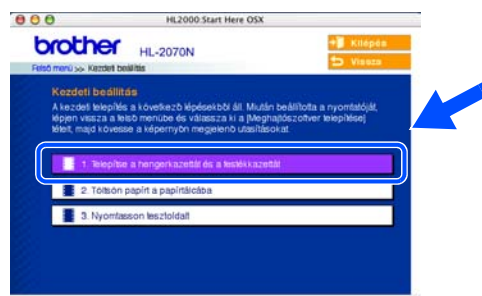 HL2000:Start Here OSX
brother
HL-2070N
Kilépés
Vissza
Felső menü >> Kezdeti beállítás
Kezdeti beállítás
A kezdeti telepítés a következő lépésekből áll. Miután beállította a nyomtatóját,
lépjen vissza a felső menübe és válassza ki a [Meghajtószoftver telepítése]
tételt, majd kövesse a képernyőn megjelenő utasításokat.
1. Telepítse a hengerkazettát és a festékkazettát
2. Töltsön papírt a papírtálcába
3. Nyomtasson tesztoldalt